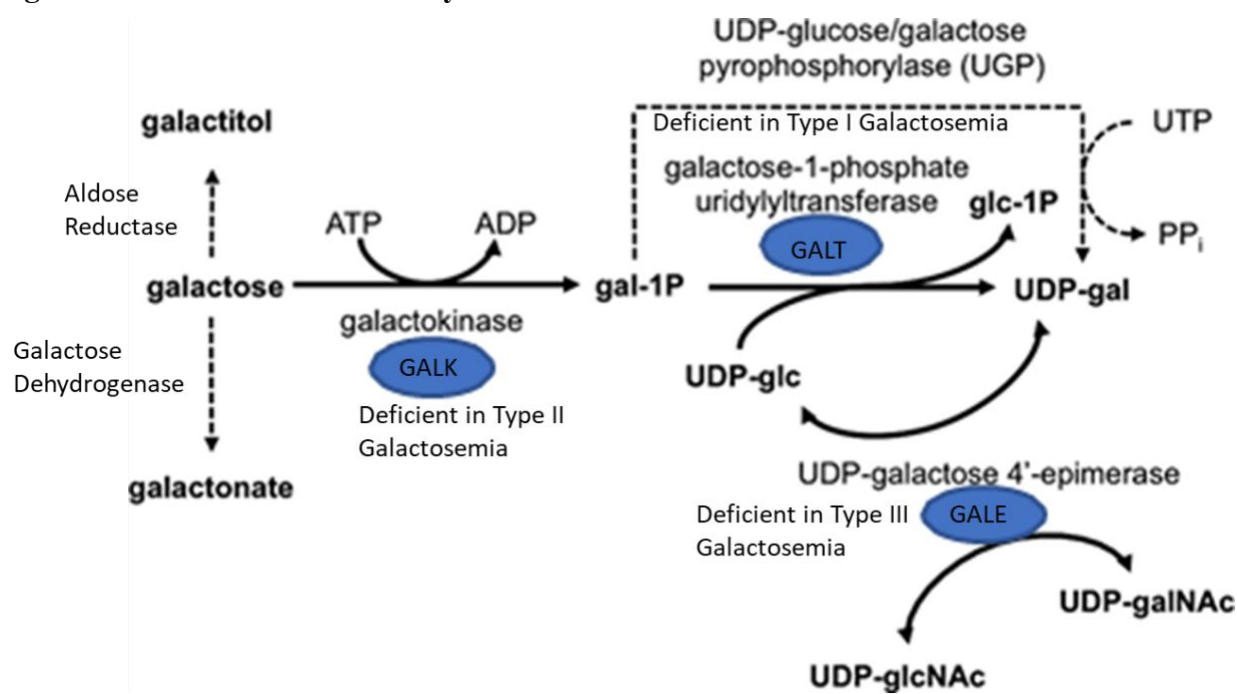 UDP-glucose/galactose
pyrophosphorylase (UGP)
galactitol
Deficient in Type I Galactosemia
UTP
Aldose
Reductase
galactose-1-phosphate
uridylyltransferase
glc-1P
ATP
ADP
GALT
PPi
galactose
gal-1P
UDP-gal
galactokinase
Galactose
Dehydrogenase
GALK
UDP-glc
Deficient in Type II
Galactosemia
galactonate
UDP-galactose 4'-epimerase
Deficient in Type III
Galactosemia
GALE
UDP-galNAc
UDP-glcNAc